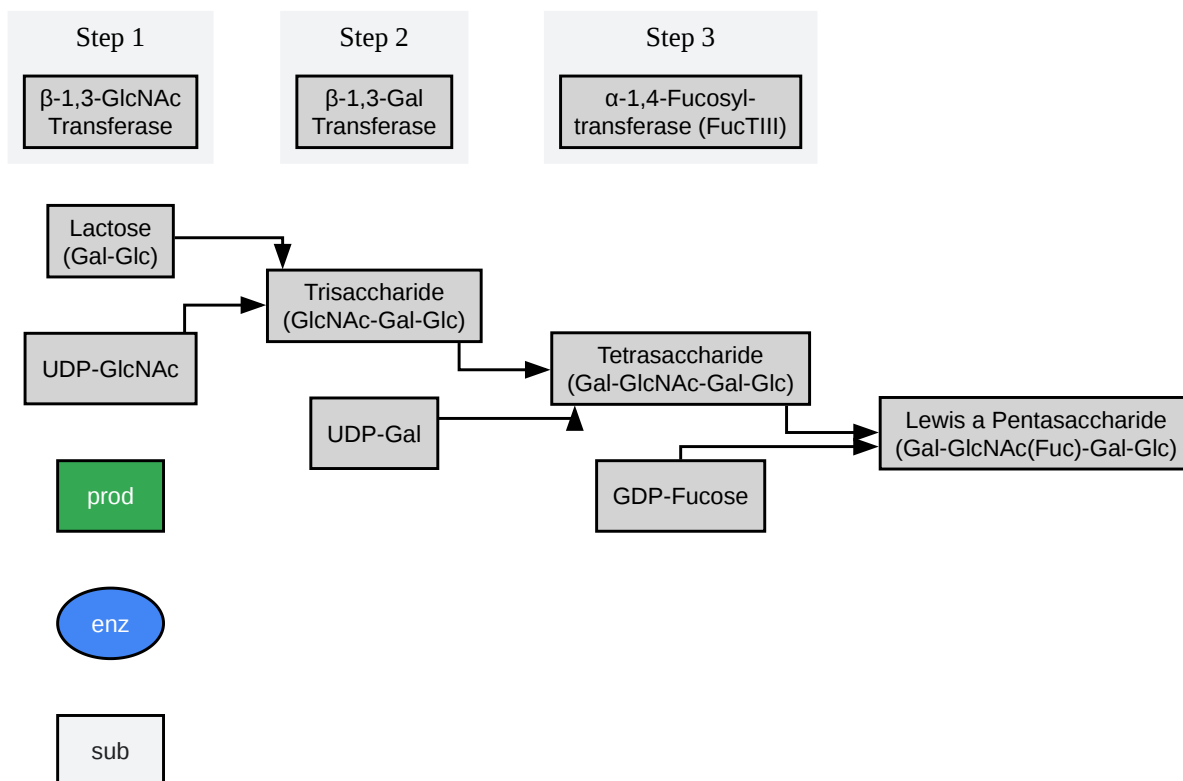 Step 1
Step 2
Step 3
β-1,3-GlcNAc
Transferase
β-1,3-Gal
Transferase
α-1,4-Fucosyl-
transferase (FucTIII)
Lactose
(Gal-Glc)
Trisaccharide
(GlcNAc-Gal-Glc)
UDP-GlcNAc
Tetrasaccharide
(Gal-GlcNAc-Gal-Glc)
UDP-Gal
Lewis a Pentasaccharide
(Gal-GlcNAc(Fuc)-Gal-Glc)
GDP-Fucose
prod
enz
sub